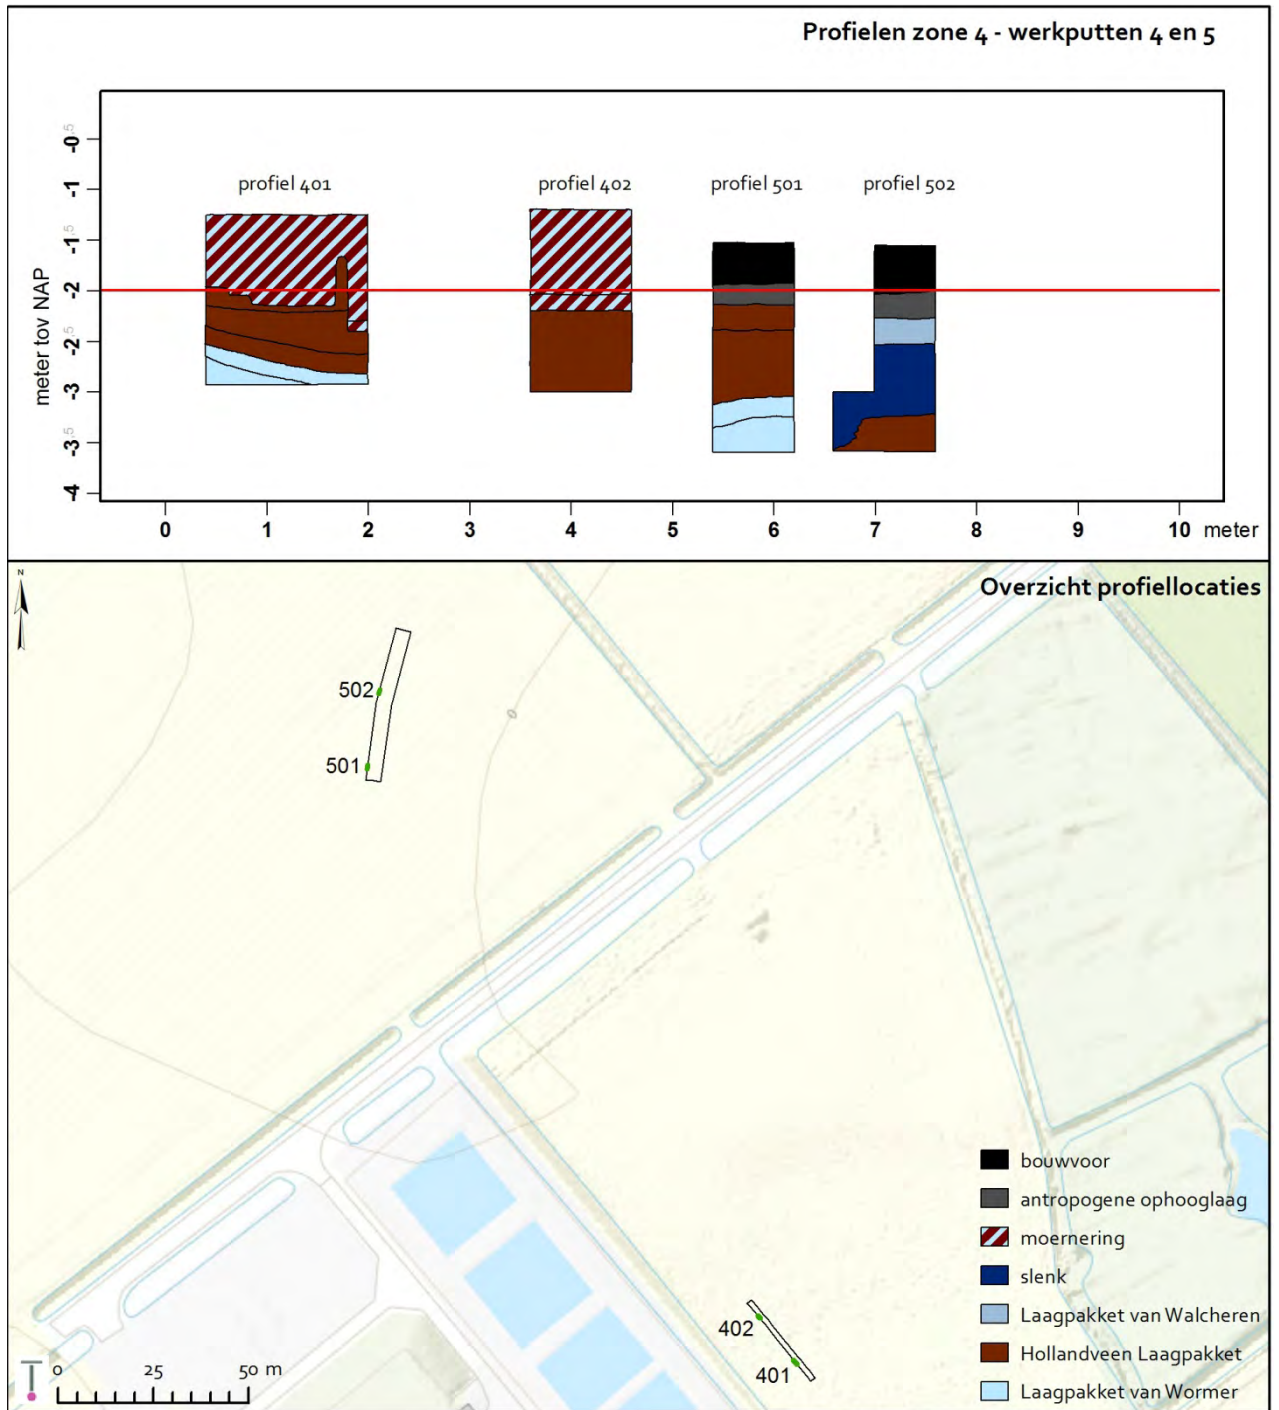 Profielen zone 4 - werkputten 4 en 5
-0,5
-1
-1,5
-2
-2,5
-3
-3,5
-4
meter tov NAP
profiel 401
profiel 402
profiel 501
profiel 502
0 1 2 3 4 5 6 7 8 9 10 meter
Overzicht profiellocaties
N
502
501
0
402
401
0 25 50 m
bouwvoor
antropogene ophooglaag
moernering
slenk
Laagpakket van Walcheren
Hollandveen Laagpakket
Laagpakket van Wormer